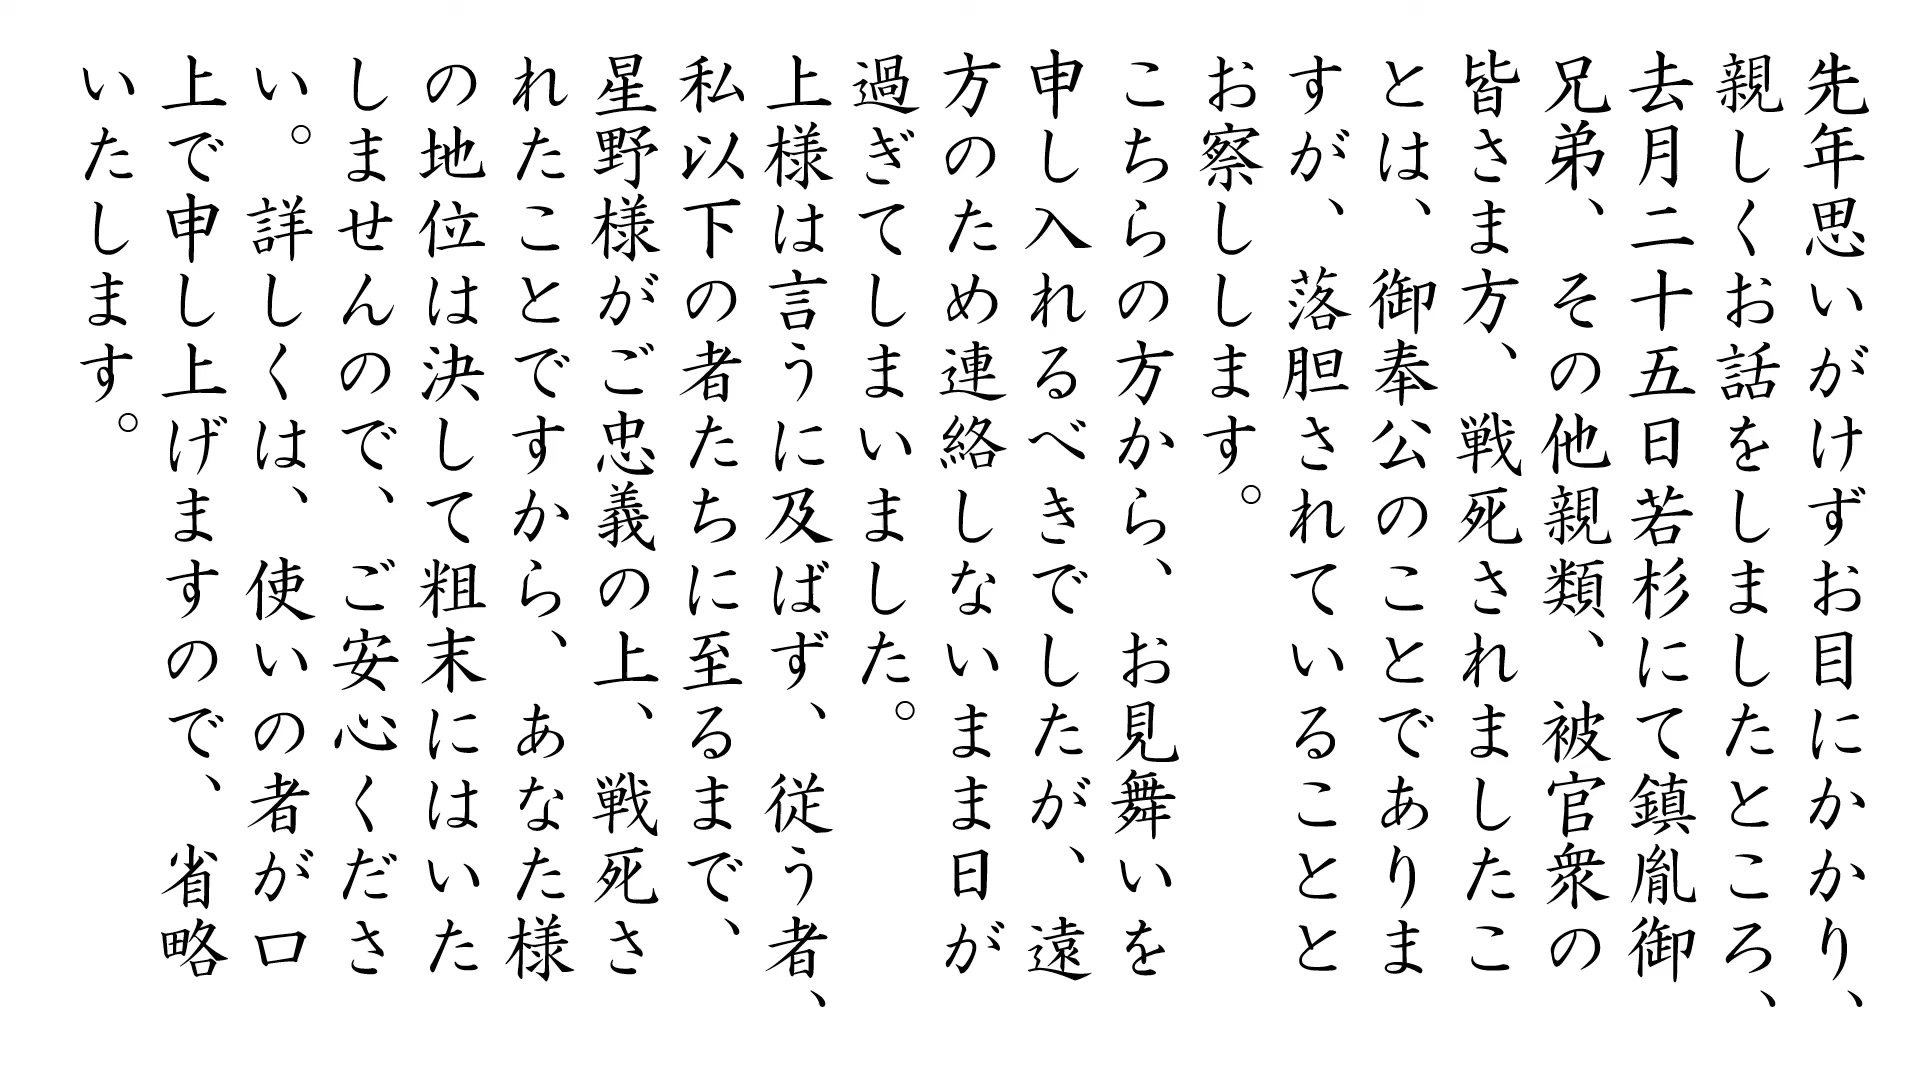 先年思いがけずお目にかかり、
親しくお話をしましたところ、
去月二十五日若杉にて鎮胤御
兄弟、その他親類、被官衆の
皆さま方、戦死されましたこ
とは、御奉公のことでありま
すが、落胆されていることと
お察しします。
こちらの方から、お見舞いを
申し入れるべきでしたが、遠
方のため連絡しないまま日が
過ぎてしまいました。
上様は言うに及ばず、従う者、
私以下の者たちに至るまで、
星野様がご忠義の上、戦死さ
れたことですから、あなた様
の地位は決して粗末にはいた
しませんので、ご安心くださ
い。詳しくは、使いの者が口
上で申し上げますので、省略
いたします。